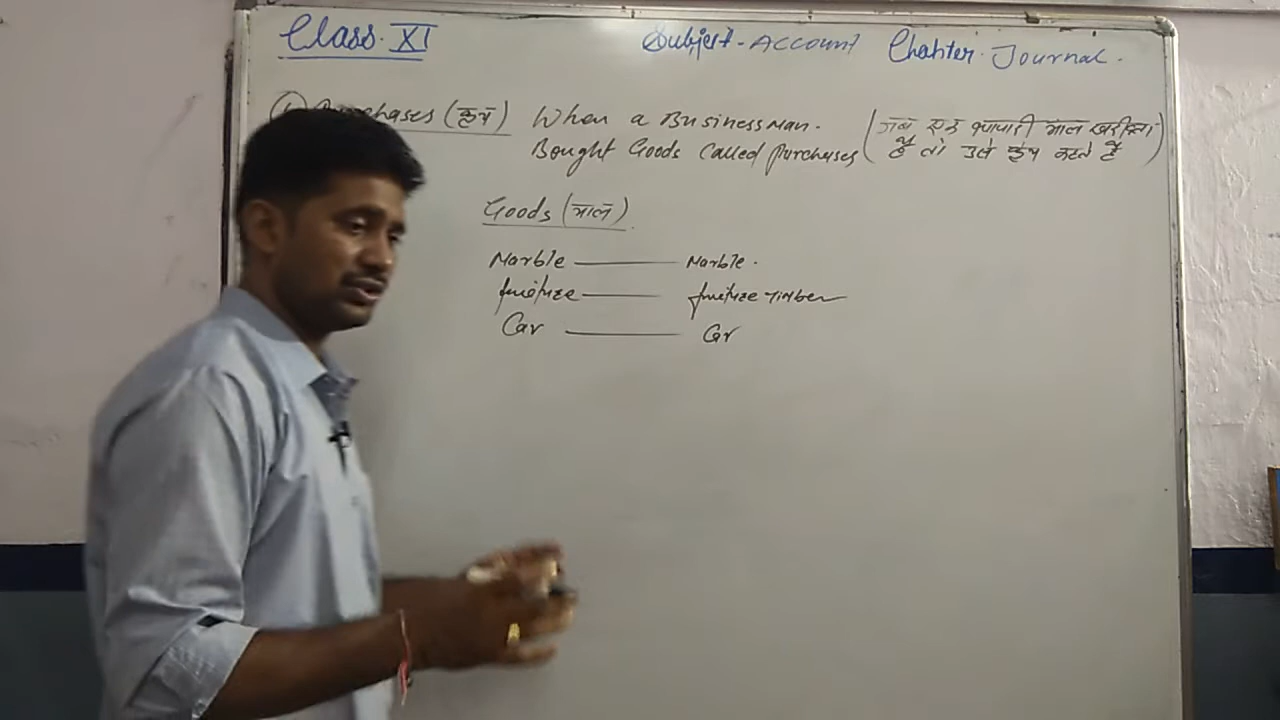 Class. XI
Subject - Account Chapter. Journal.
① Purchases (क्रय) When a Businessman. (जब एक व्यापारी माल खरीदता
Bought Goods Called Purchases है तो उसे क्रय कहते है)
Goods (माल)
Marble —— Marble.
furniture —— furniture Timber
Car —— Car